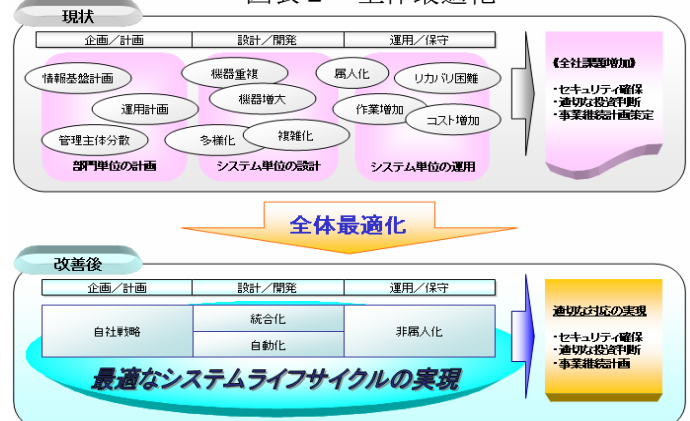 図表2 全体最適化
現状
企画／計画
設計／開発
運用／保守
情報基盤計画
運用計画
管理主体分散
部門単位の計画
機器重複
機器増大
多様化
複雑化
システム単位の設計
属人化
リカバリ困難
作業増加
コスト増加
システム単位の運用
《全社課題増加》
・セキュリティ確保
・適切な投資判断
・事業継続計画策定
全体最適化
改善後
企画／計画
設計／開発
運用／保守
自社戦略
統合化
自動化
非属人化
最適なシステムライフサイクルの実現
適切な対応の実現
・セキュリティ確保
・適切な投資判断
・事業継続計画